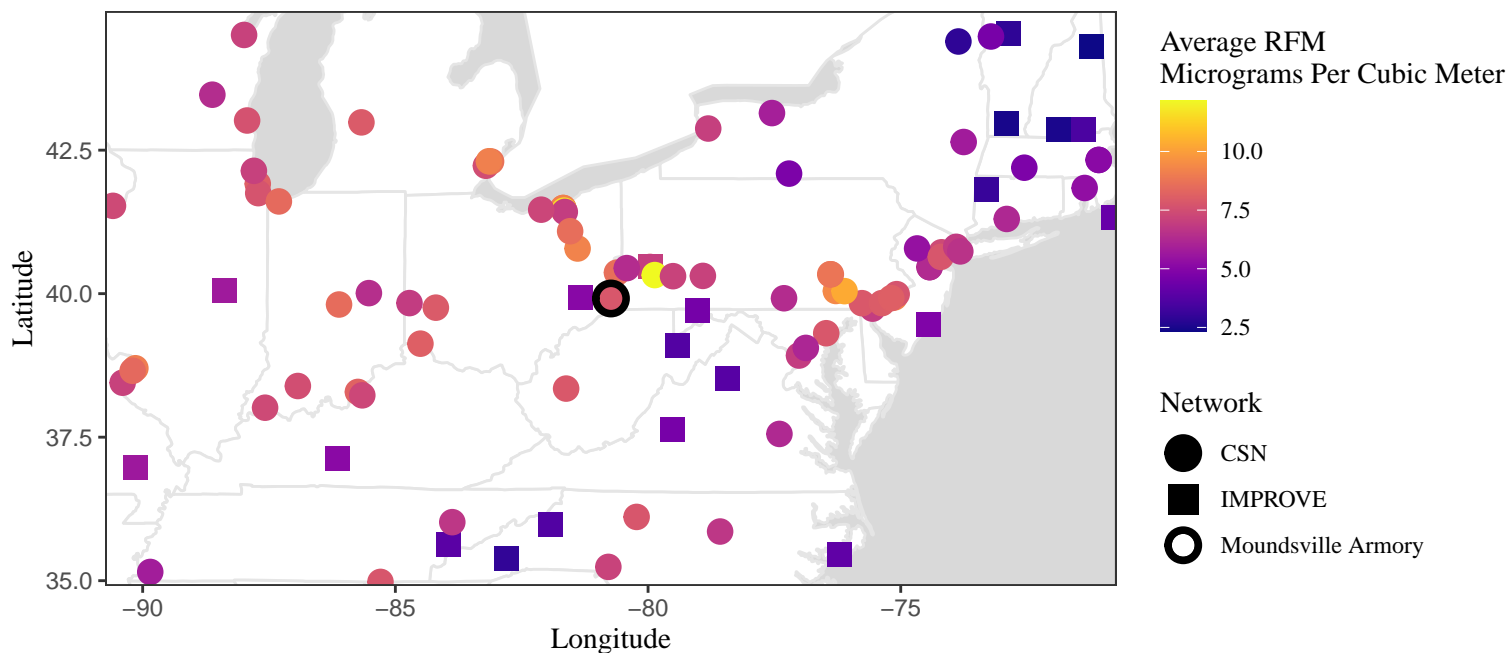 Average RFM
Micrograms Per Cubic Meter
10.0
7.5
5.0
2.5
Network
CSN
IMPROVE
Moundsville Armory
Latitude
42.5
40.0
37.5
35.0
−90
−85
−80
−75
Longitude